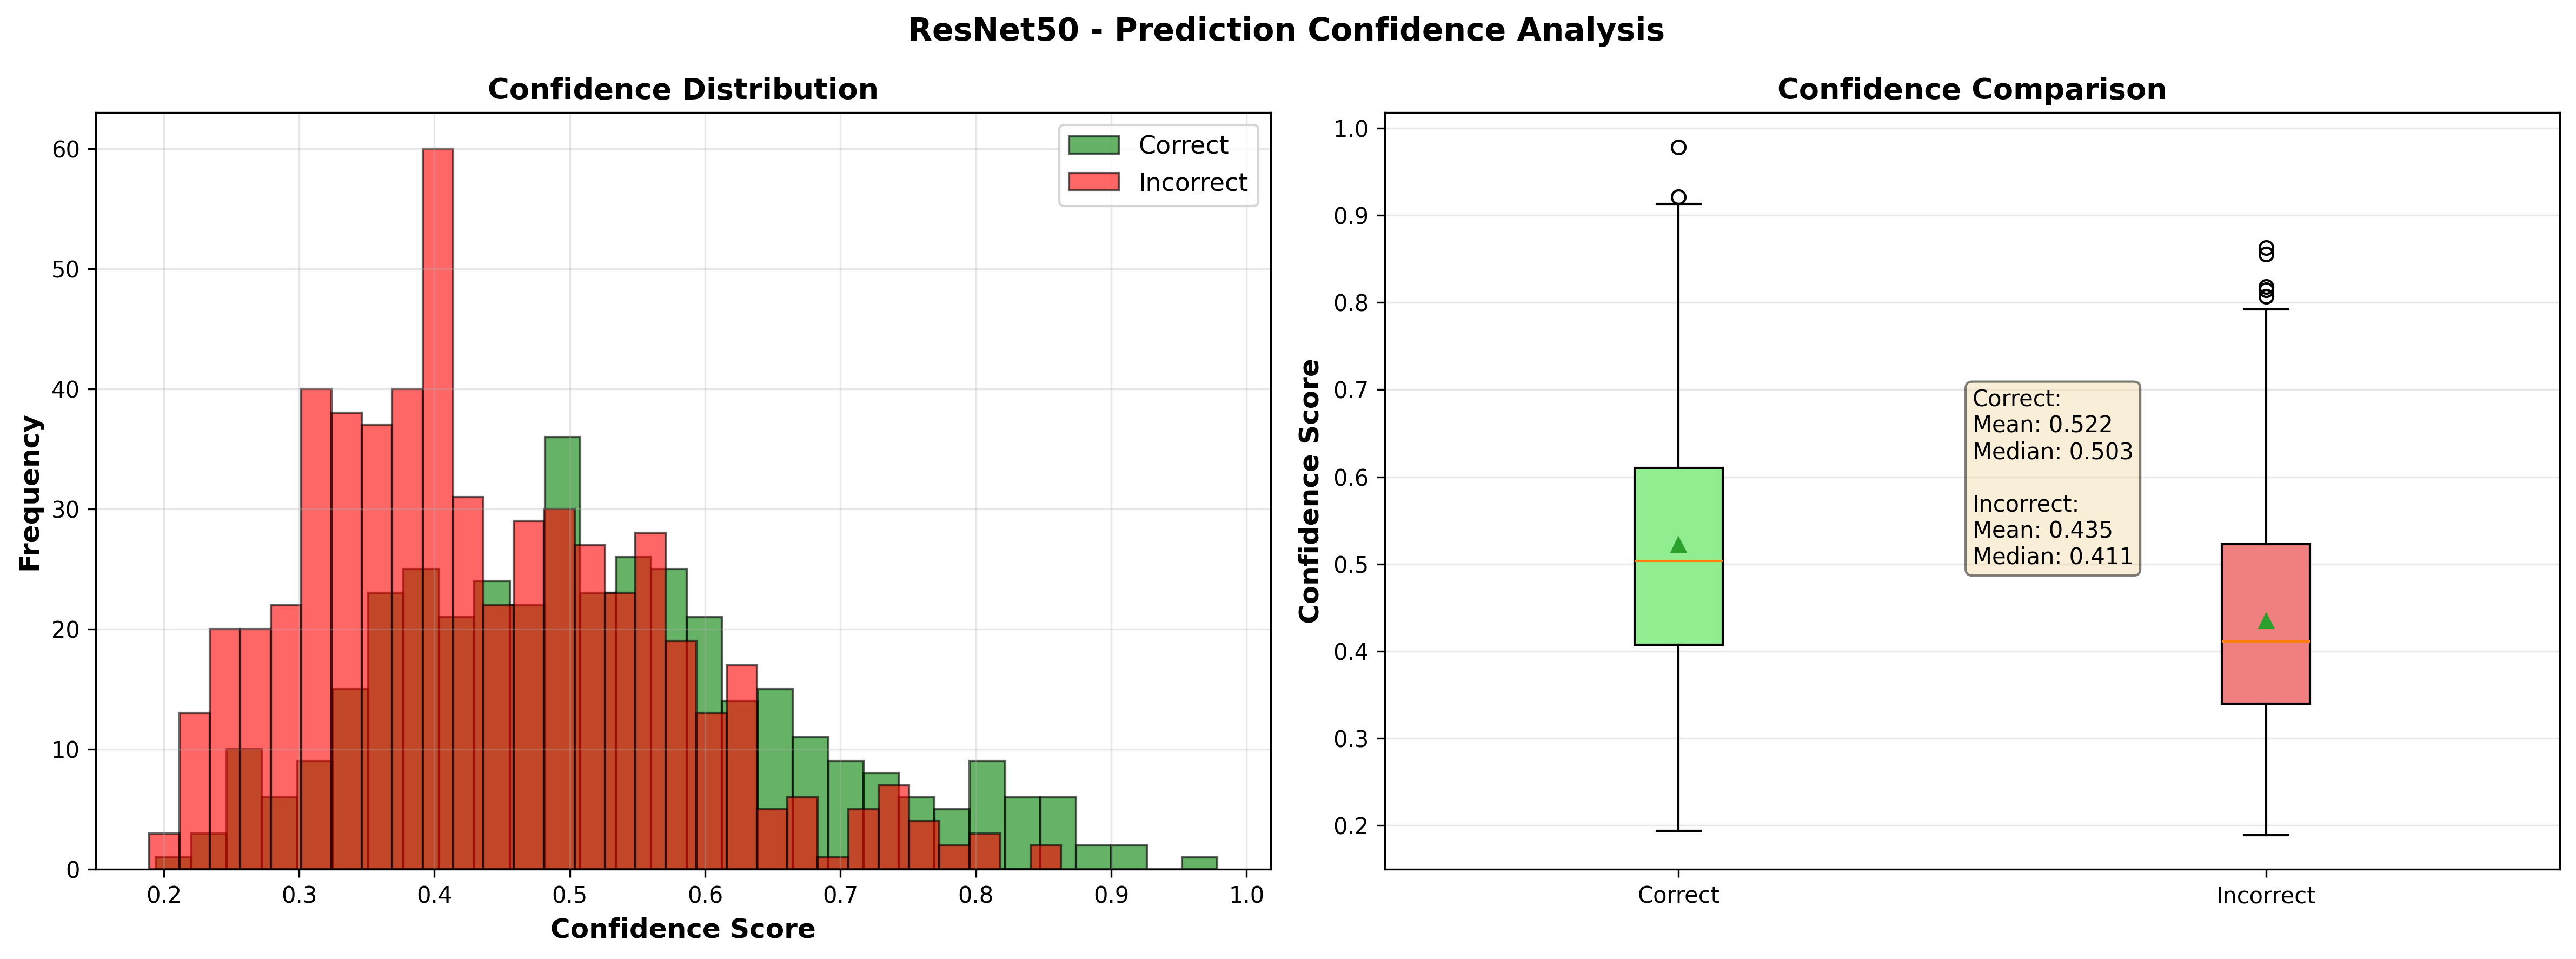 ResNet50 - Prediction Confidence Analysis
Confidence Distribution
Frequency
60
50
40
30
20
10
0
0.2 0.3 0.4 0.5 0.6 0.7 0.8 0.9 1.0
Confidence Score
Correct
Incorrect
Confidence Comparison
Confidence Score
1.0
0.9
0.8
0.7
0.6
0.5
0.4
0.3
0.2
Correct:
Mean: 0.522
Median: 0.503
Incorrect:
Mean: 0.435
Median: 0.411
Correct Incorrect